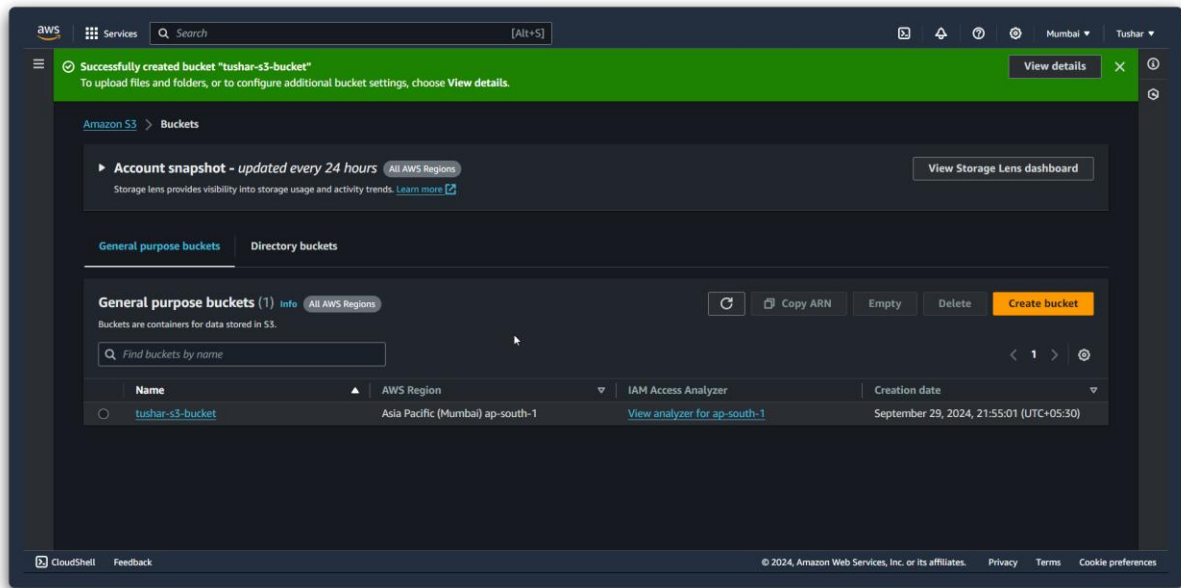 aws Services Search [Alt+S] Mumbai Tushar
Successfully created bucket "tushar-s3-bucket"
To upload files and folders, or to configure additional bucket settings, choose View details.
View details
Amazon S3 > Buckets
Account snapshot - updated every 24 hours All AWS Regions
Storage lens provides visibility into storage usage and activity trends. Learn more
View Storage Lens dashboard
General purpose buckets Directory buckets
General purpose buckets (1) Info All AWS Regions
Buckets are containers for data stored in S3.
Copy ARN Empty Delete Create bucket
Find buckets by name
1
Name AWS Region IAM Access Analyzer Creation date
tushar-s3-bucket Asia Pacific (Mumbai) ap-south-1 View analyzer for ap-south-1 September 29, 2024, 21:55:01 (UTC+05:30)
CloudShell Feedback © 2024, Amazon Web Services, Inc. or its affiliates. Privacy Terms Cookie preferences